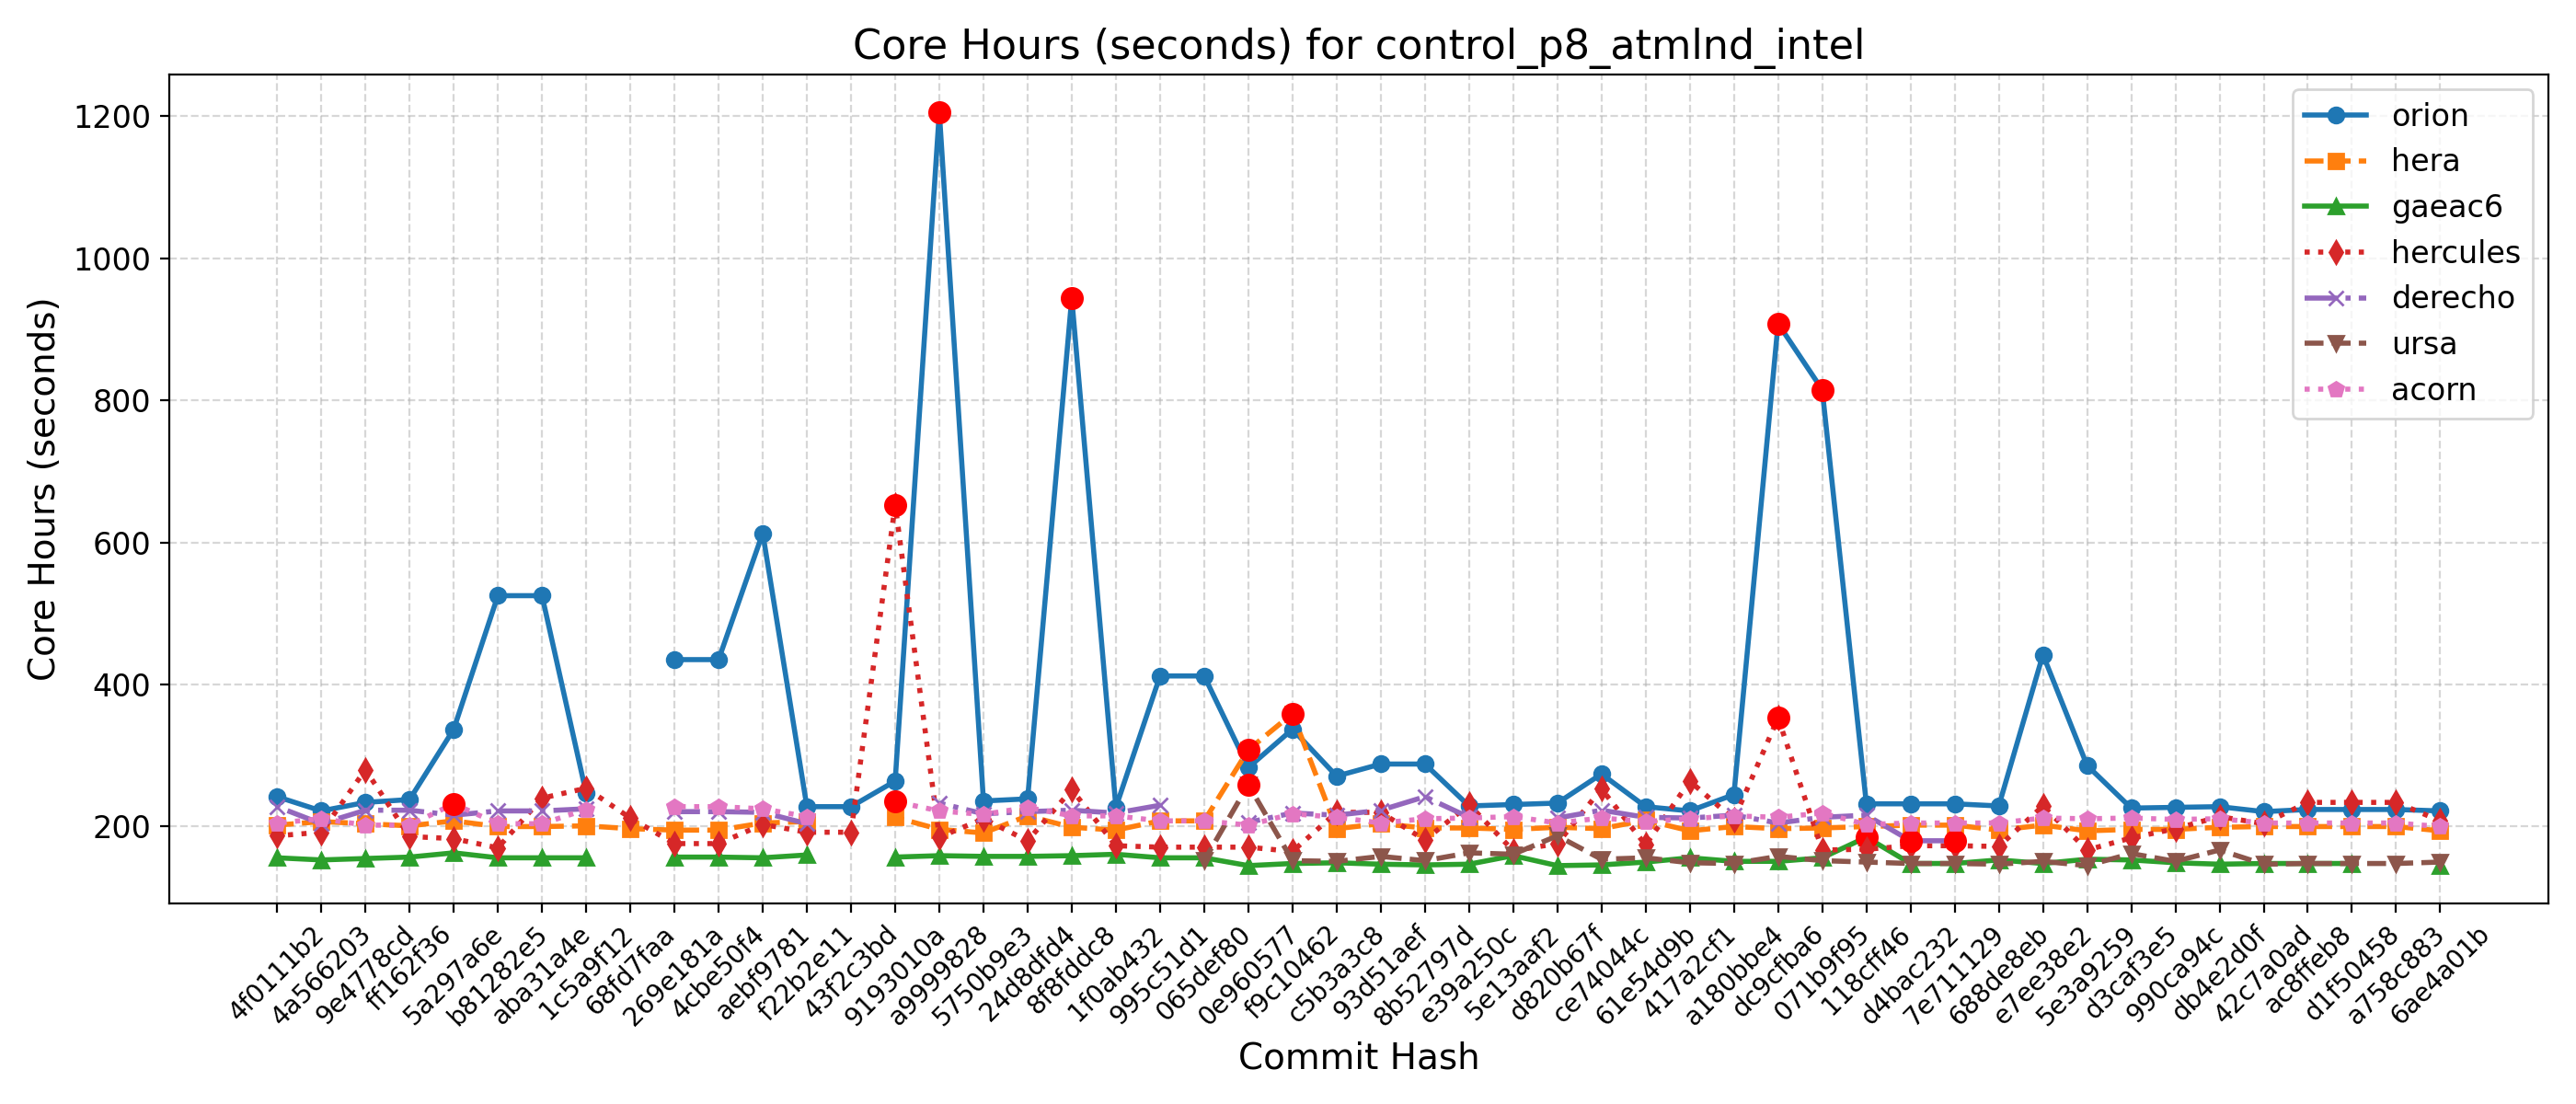 Core Hours (seconds) for control_p8_atmlnd_intel
Core Hours (seconds)
1200
1000
800
600
400
200
orion
hera
gaeac6
hercules
derecho
ursa
acorn
4f0111b2
4a566203
9e4778cd
ff162f36
5a297a6e
b81282e5
aba31a4e
1c5a9f12
68fd7faa
269e181a
4cbe50f4
aebf9781
f22b2e11
43f2c3bd
9193010a
a9999828
5750b9e3
24d8dfd4
8f8fddc8
1f0ab432
995c51d1
065def80
0e960577
f9c10462
c5b3a3c8
93d51aef
8b52797d
e39a250c
5e13aaf2
d820b67f
ce74044c
61e54d9b
417a2cf1
a180bbe4
dc9cfba6
071b9f95
118cff46
d4bac232
7e711129
688de8eb
e7ee38e2
5e3a9259
d3caf3e5
990ca94c
db4e2d0f
42c7a0ad
ac8ffeb8
d1f50458
a758c883
6ae4a01b
Commit Hash